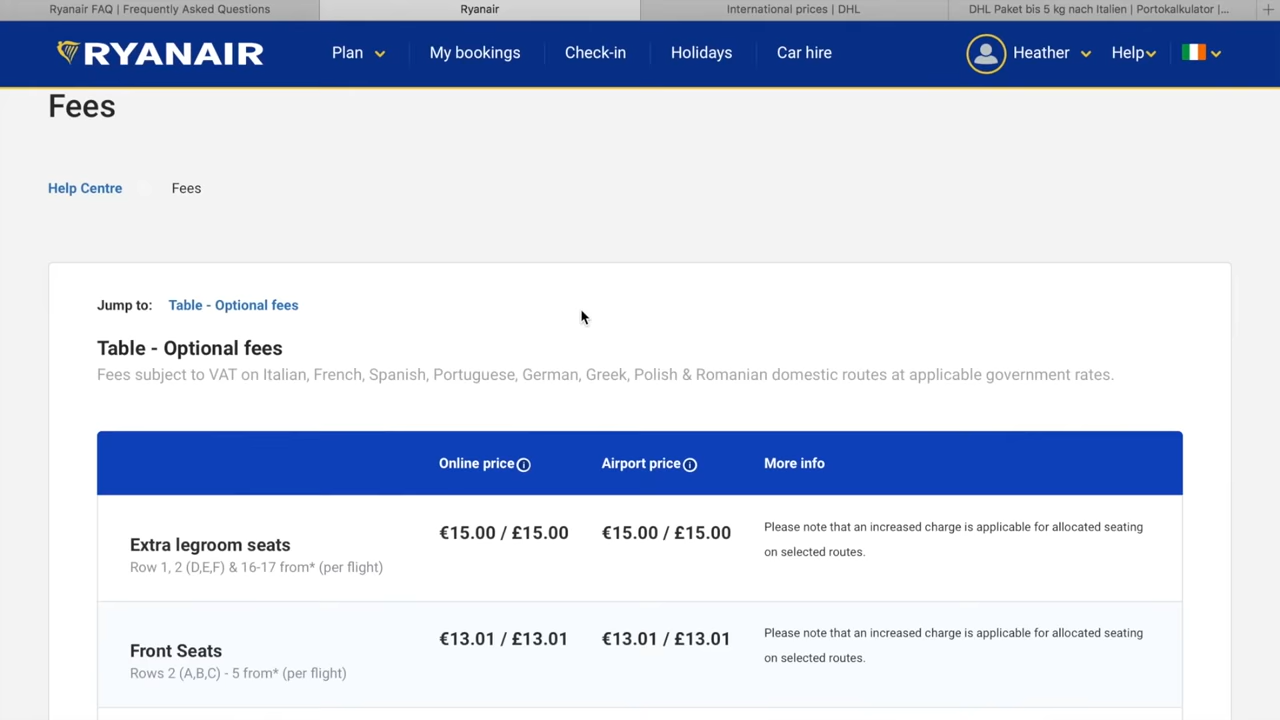 Ryanair FAQ | Frequently Asked Questions
Ryanair
International prices | DHL
DHL Paket bis 5 kg nach Italien | Portokalkulator |...
RYANAIR
Plan
My bookings
Check-in
Holidays
Car hire
Heather
Help
Fees
Help Centre
Fees
Jump to: Table - Optional fees
Table - Optional fees
Fees subject to VAT on Italian, French, Spanish, Portuguese, German, Greek, Polish & Romanian domestic routes at applicable government rates.
Online price
Airport price
More info
Extra legroom seats
Row 1, 2 (D,E,F) & 16-17 from* (per flight)
€15.00 / £15.00
€15.00 / £15.00
Please note that an increased charge is applicable for allocated seating
on selected routes.
Front Seats
Rows 2 (A,B,C) - 5 from* (per flight)
€13.01 / £13.01
€13.01 / £13.01
Please note that an increased charge is applicable for allocated seating
on selected routes.